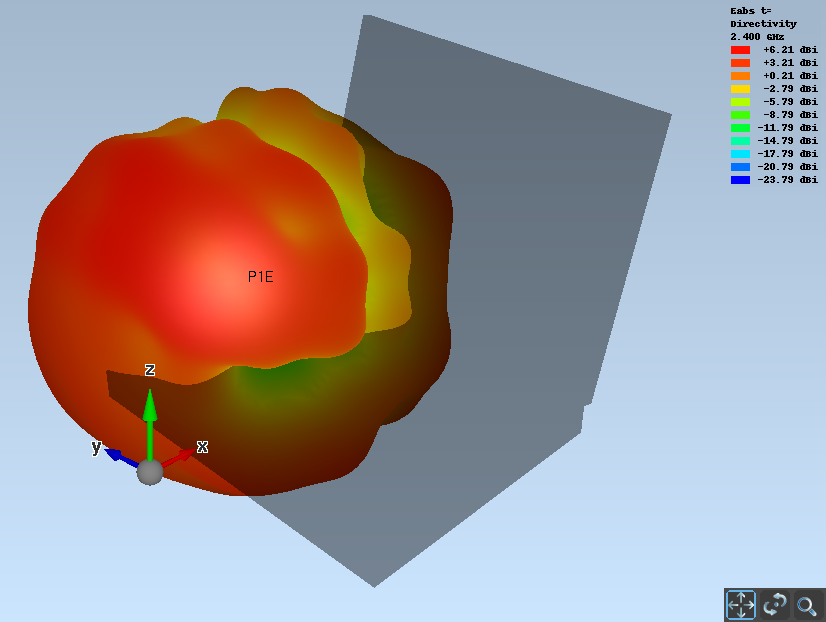 Eabs t=
Directivity
2.400 GHz
+6.21 dBi
+3.21 dBi
+0.21 dBi
-2.79 dBi
-5.79 dBi
-8.79 dBi
-11.79 dBi
-14.79 dBi
-17.79 dBi
-20.79 dBi
-23.79 dBi
P1E
z
y
x